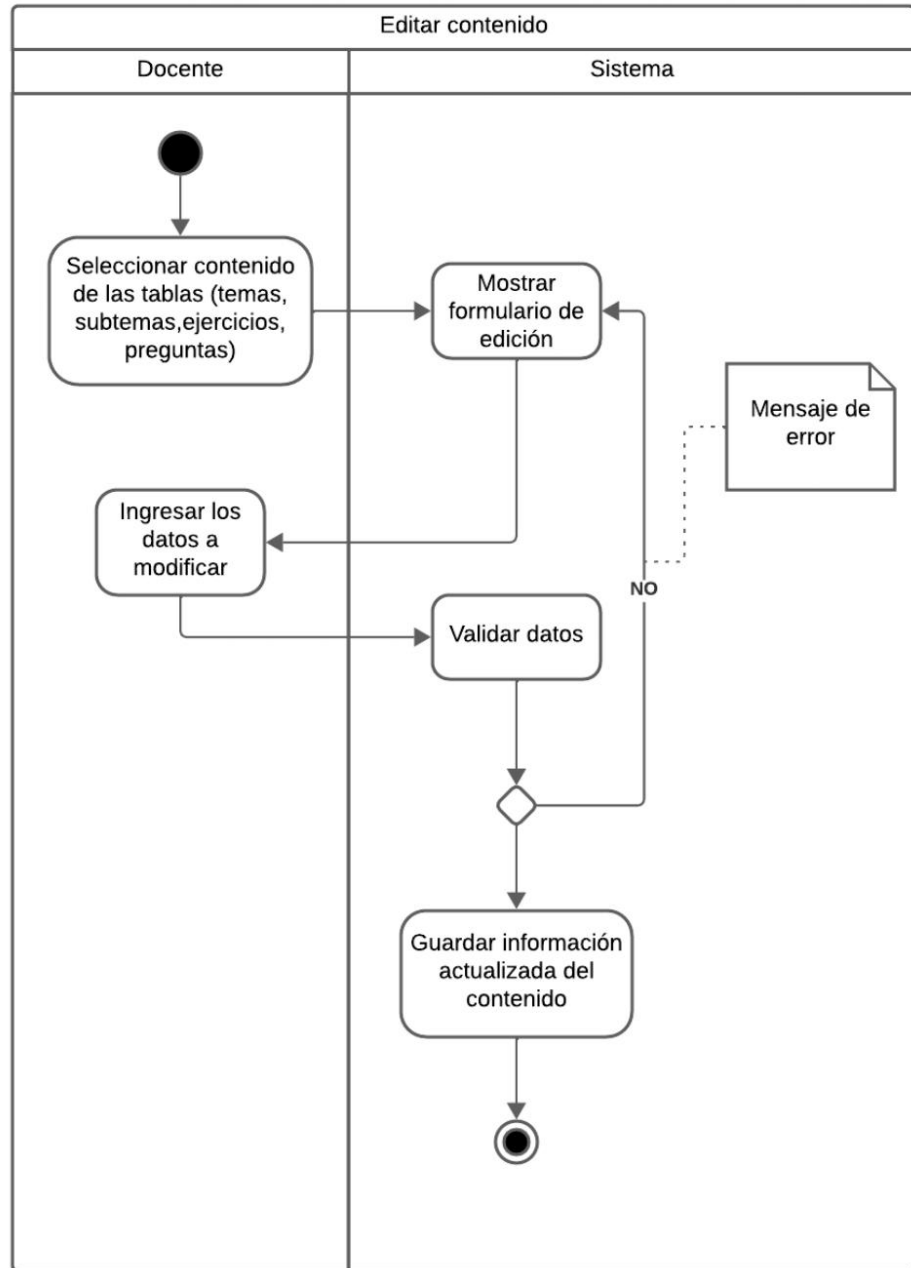 Editar contenido
Docente
Sistema
Seleccionar contenido
de las tablas (temas,
subtemas,ejercicios,
preguntas)
Mostrar
formulario de
edición
Mensaje de
error
Ingresar los
datos a
modificar
NO
Validar datos
Guardar información
actualizada del
contenido